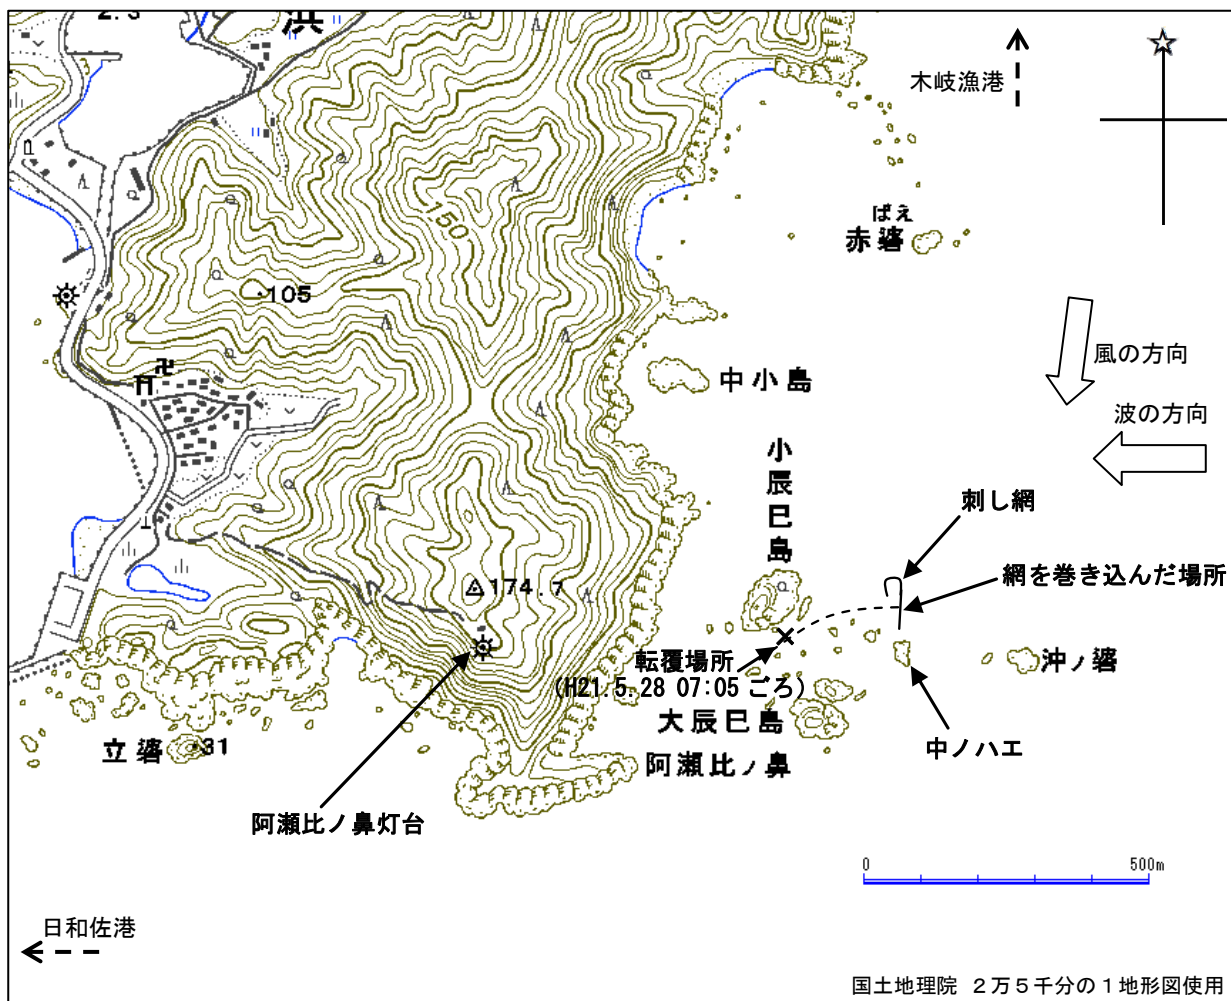 2.3
浜
木岐漁港
150
ばえ
赤碆
105
風の方向
中小島
波の方向
小辰巳島
刺し網
網を巻き込んだ場所
174.7
転覆場所
(H21.5.28 07:05 ごろ)
沖ノ碆
大辰巳島
立碆
31
阿瀬比ノ鼻
中ノハエ
阿瀬比ノ鼻灯台
0
500m
日和佐港
国土地理院 2万5千分の1地形図使用